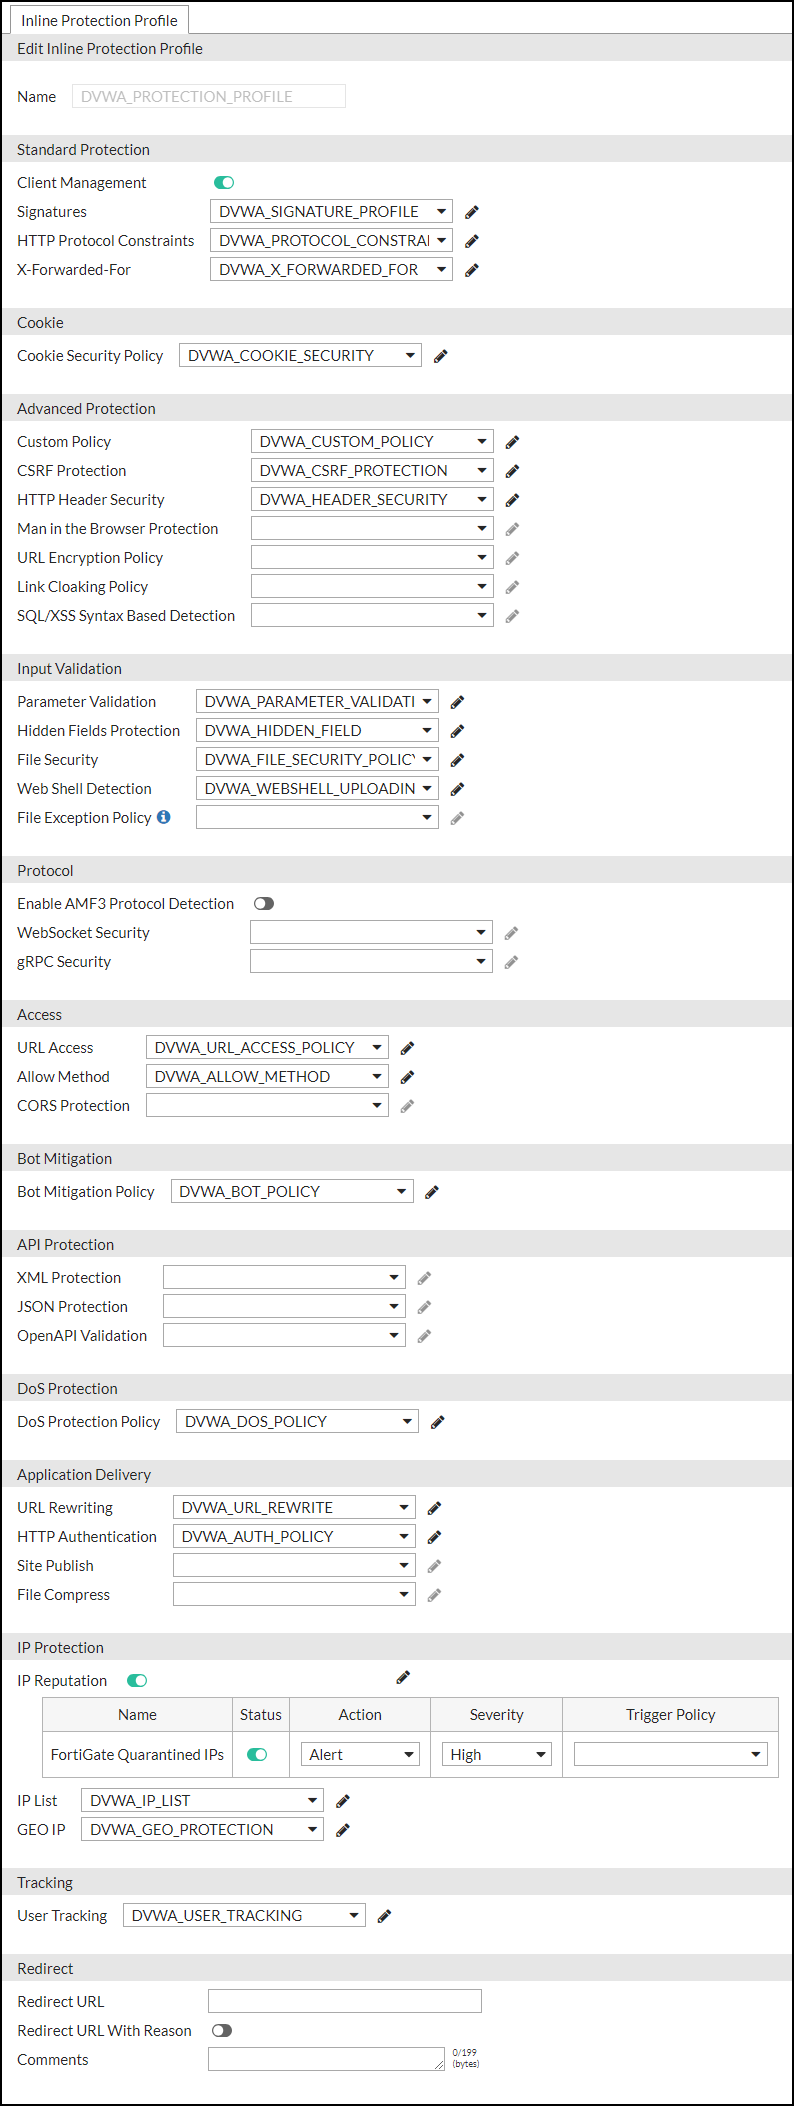 Inline Protection Profile
Edit Inline Protection Profile
Name DVWA_PROTECTION_PROFILE
Standard Protection
Client Management
Signatures DVWA_SIGNATURE_PROFILE
HTTP Protocol Constraints DVWA_PROTOCOL_CONSTRAI
X-Forwarded-For DVWA_X_FORWARDED_FOR
Cookie
Cookie Security Policy DVWA_COOKIE_SECURITY
Advanced Protection
Custom Policy DVWA_CUSTOM_POLICY
CSRF Protection DVWA_CSRF_PROTECTION
HTTP Header Security DVWA_HEADER_SECURITY
Man in the Browser Protection
URL Encryption Policy
Link Cloaking Policy
SQL/XSS Syntax Based Detection
Input Validation
Parameter Validation DVWA_PARAMETER_VALIDATI
Hidden Fields Protection DVWA_HIDDEN_FIELD
File Security DVWA_FILE_SECURITY_POLICY
Web Shell Detection DVWA_WEBSHELL_UPLOADIN
File Exception Policy
Protocol
Enable AMF3 Protocol Detection
WebSocket Security
gRPC Security
Access
URL Access DVWA_URL_ACCESS_POLICY
Allow Method DVWA_ALLOW_METHOD
CORS Protection
Bot Mitigation
Bot Mitigation Policy DVWA_BOT_POLICY
API Protection
XML Protection
JSON Protection
OpenAPI Validation
DoS Protection
DoS Protection Policy DVWA_DOS_POLICY
Application Delivery
URL Rewriting DVWA_URL_REWRITE
HTTP Authentication DVWA_AUTH_POLICY
Site Publish
File Compress
IP Protection
IP Reputation
Name Status Action Severity Trigger Policy
FortiGate Quarantined IPs Alert High
IP List DVWA_IP_LIST
GEO IP DVWA_GEO_PROTECTION
Tracking
User Tracking DVWA_USER_TRACKING
Redirect
Redirect URL
Redirect URL With Reason
Comments 0/199
(bytes)